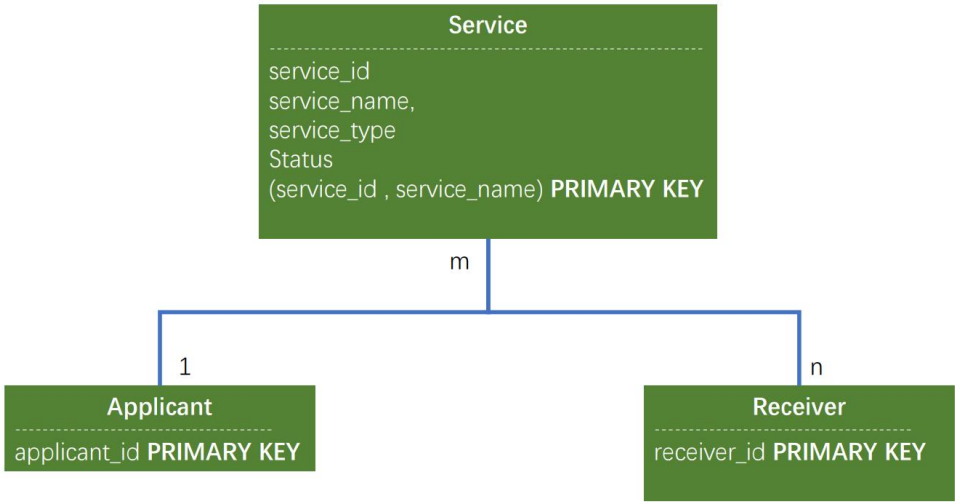 Service
service_id
service_name,
service_type
Status
(service_id , service_name) PRIMARY KEY
m
1
n
Applicant
applicant_id PRIMARY KEY
Receiver
receiver_id PRIMARY KEY